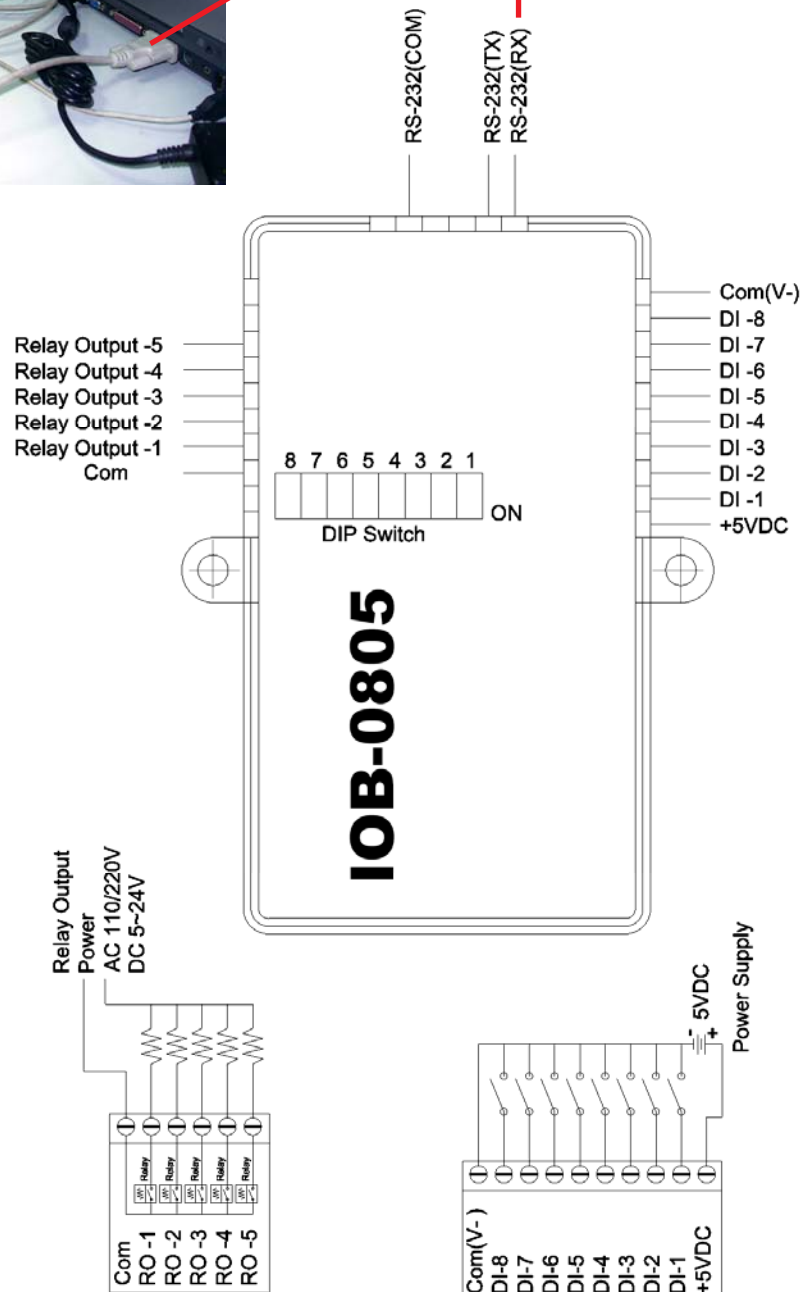 RS-232(COM)
RS-232(TX)
RS-232(RX)
Com(V-)
DI -8
DI -7
DI -6
DI -5
DI -4
DI -3
DI -2
DI -1
+5VDC
Relay Output -5
Relay Output -4
Relay Output -3
Relay Output -2
Relay Output -1
Com
8 7 6 5 4 3 2 1
ON
DIP Switch
IOB-0805
Relay Output
Power
AC 110/220V
DC 5~24V
Relay
Relay
Relay
Relay
Relay
Com
RO -1
RO -2
RO -3
RO -4
RO -5
- +
5VDC
Power Supply
Com(V- )
DI-8
DI-7
DI-6
DI-5
DI-4
DI-3
DI-2
DI-1
+5VDC